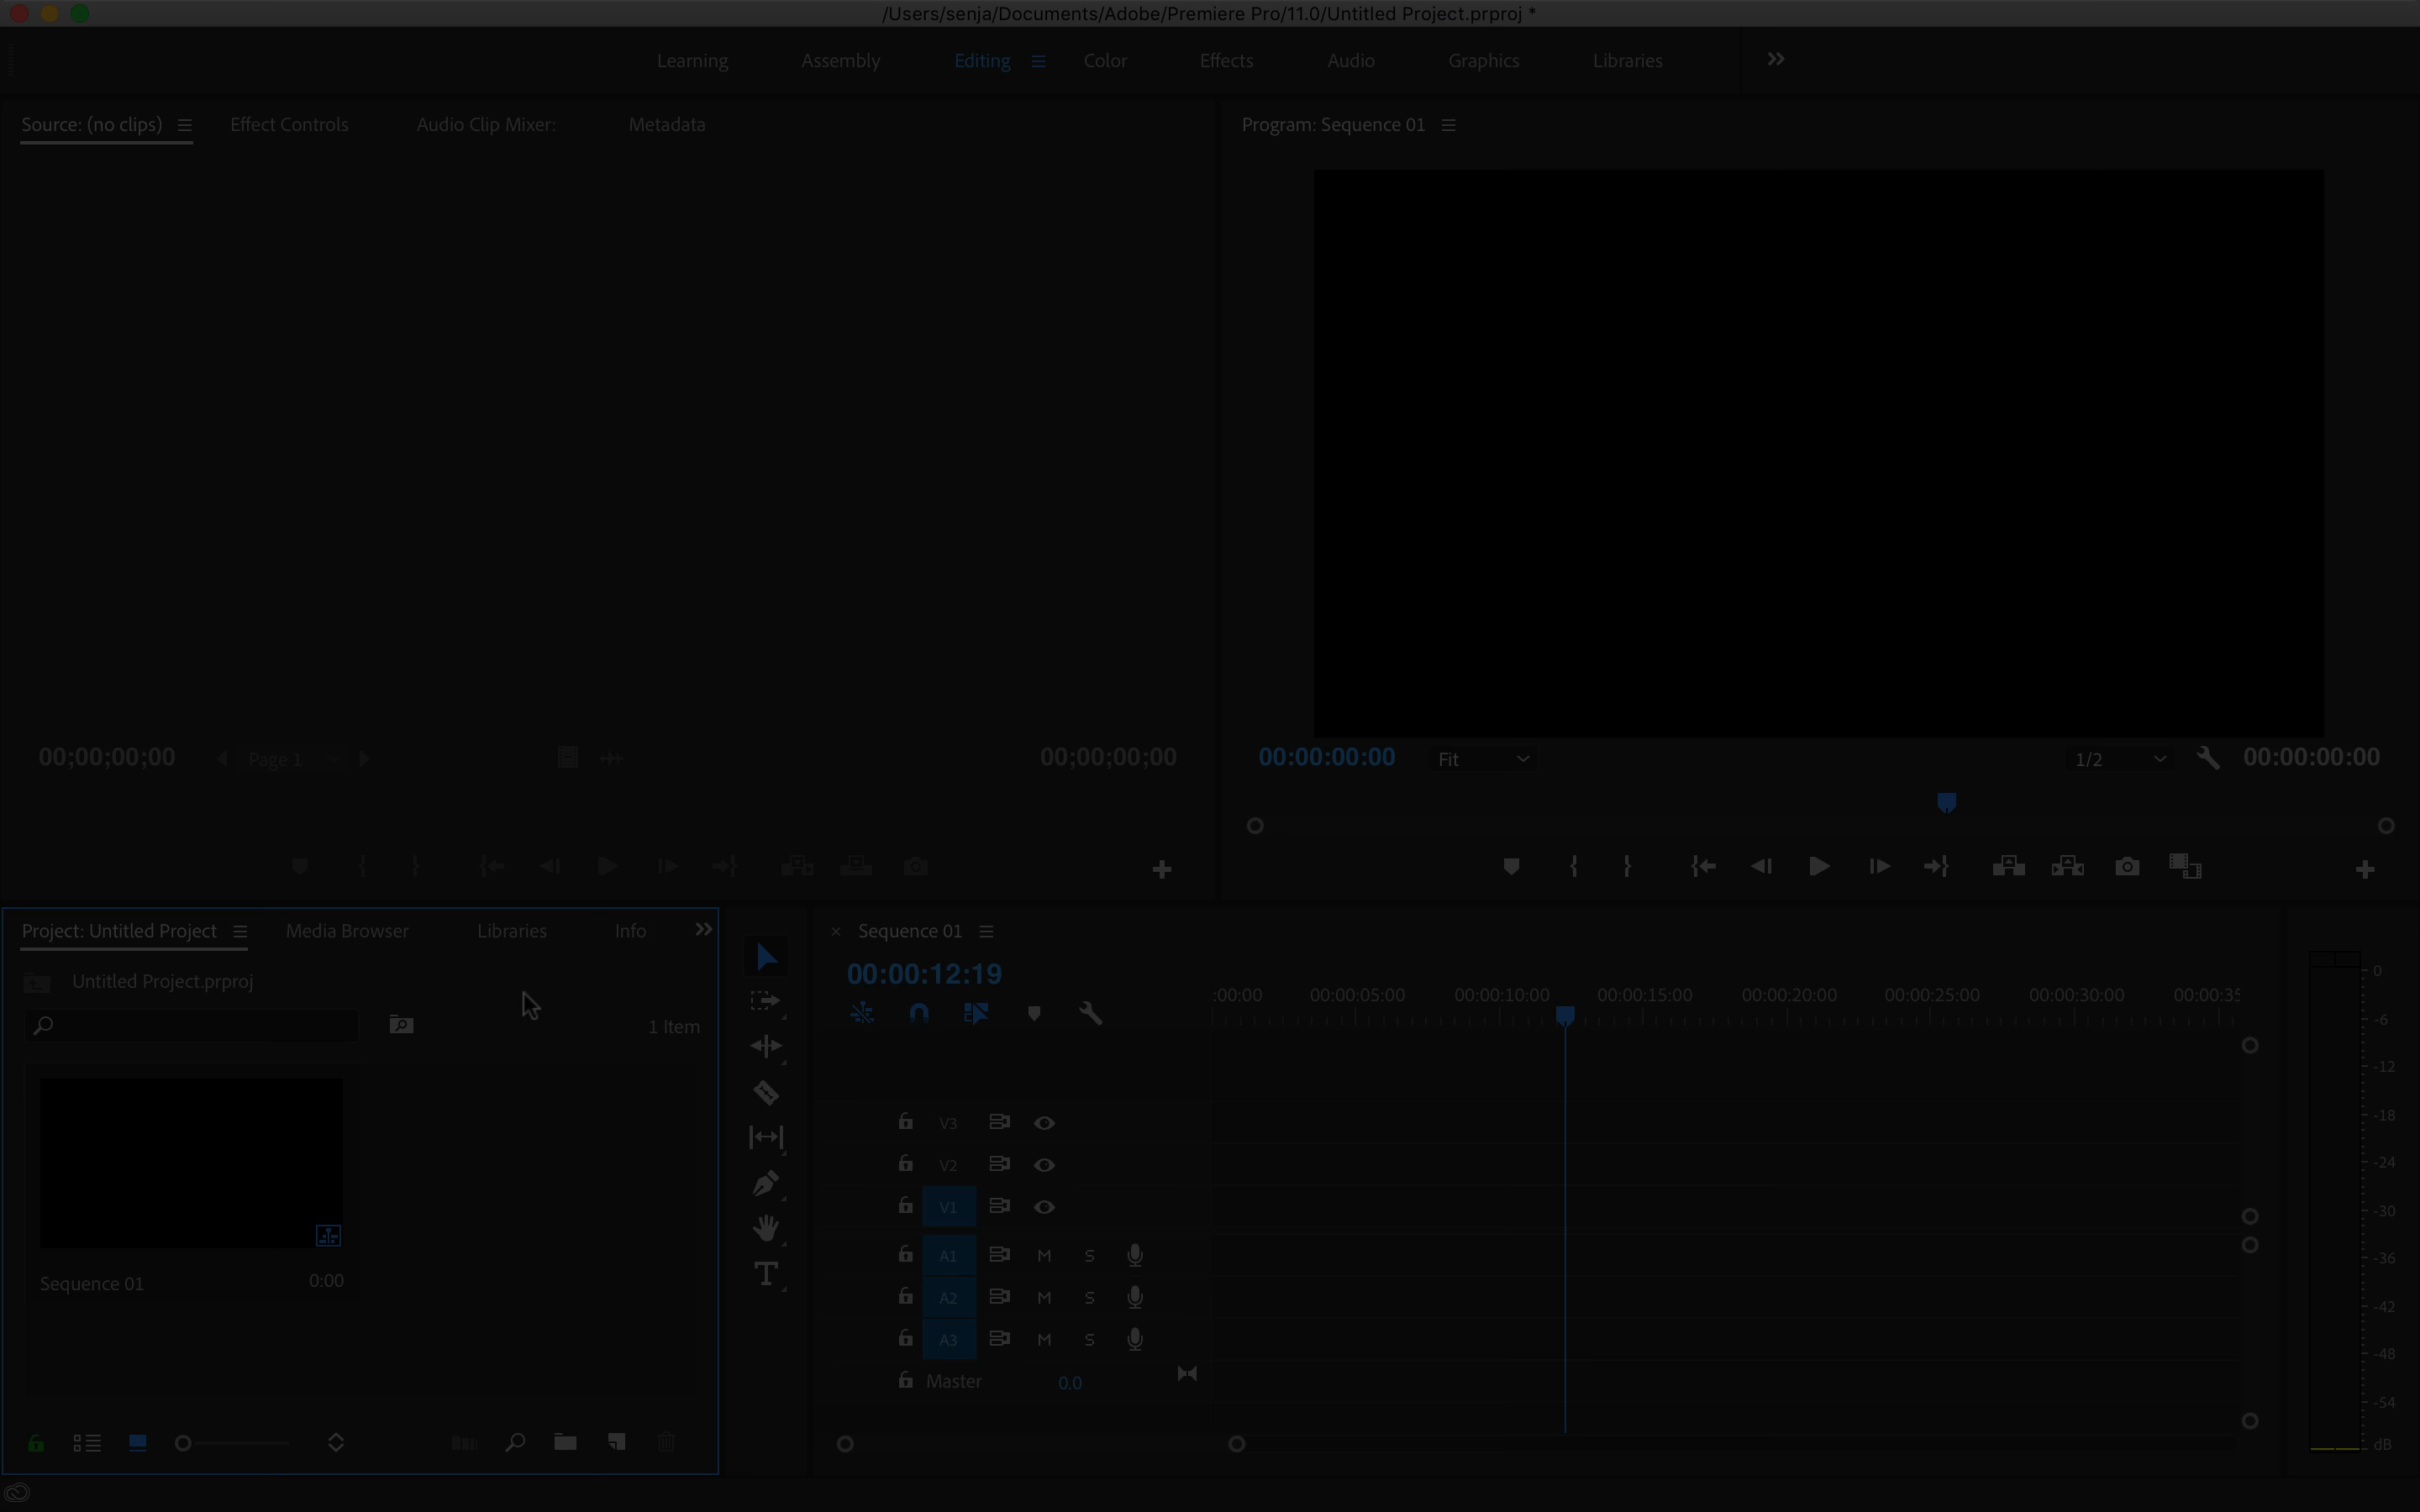 /Users/senja/Documents/Adobe/Premiere Pro/11.0/Untitled Project.prproj *
Learning Assembly Editing Color Effects Audio Graphics Libraries
Source: (no clips) Effect Controls Audio Clip Mixer: Metadata
Program: Sequence 01
00;00;00;00 Page 1 00;00;00;00
00:00:00:00 Fit 1/2 00:00:00:00
Project: Untitled Project Media Browser Libraries Info
Untitled Project.prproj
1 Item
Sequence 01 0:00
Sequence 01
00:00:12:19
:00:00 00:00:05:00 00:00:10:00 00:00:15:00 00:00:20:00 00:00:25:00 00:00:30:00 00:00:35
V3
V2
V1
A1 M S
A2 M S
A3 M S
Master 0.0
0
-6
-12
-18
-24
-30
-36
-42
-48
-54
dB